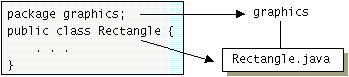 package graphics;
public class Rectangle {
. . .
}
graphics
Rectangle.java